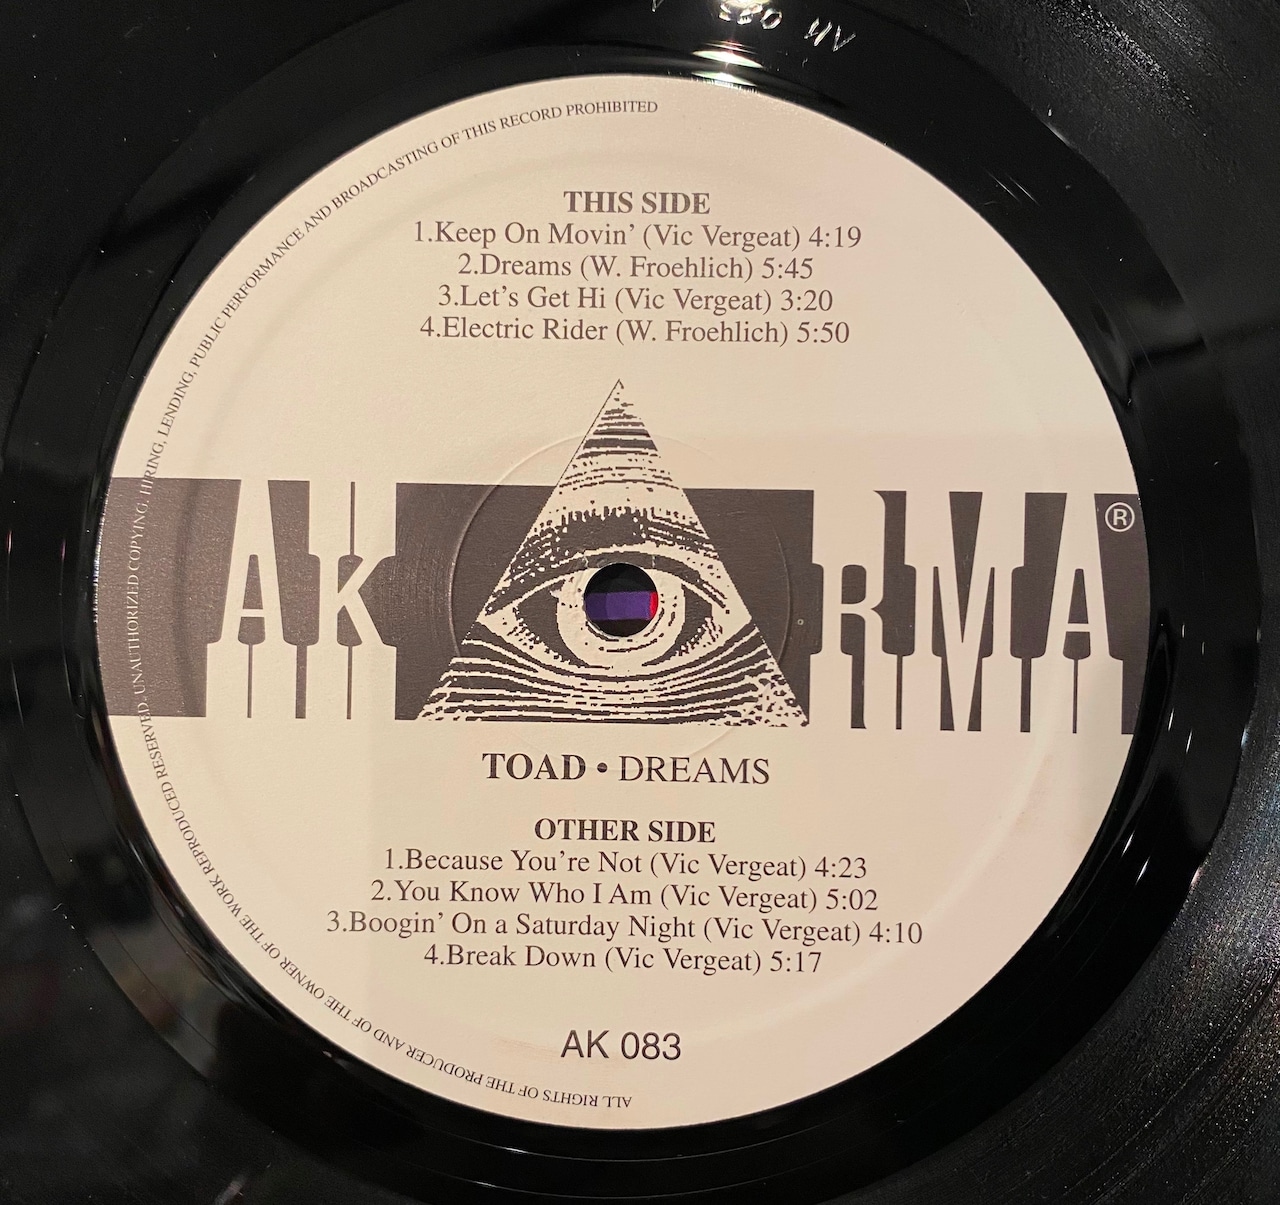 THIS SIDE
1.Keep On Movin' (Vic Vergeat) 4:19
2.Dreams (W. Froehlich) 5:45
3.Let's Get Hi (Vic Vergeat) 3:20
4.Electric Rider (W. Froehlich) 5:50
AK RMA ®
TOAD • DREAMS
OTHER SIDE
1.Because You're Not (Vic Vergeat) 4:23
2.You Know Who I Am (Vic Vergeat) 5:02
3.Boogin' On a Saturday Night (Vic Vergeat) 4:10
4.Break Down (Vic Vergeat) 5:17
AK 083
ALL RIGHTS OF THE PRODUCER AND OF THE OWNER OF THE WORK REPRODUCED RESERVED. UNAUTHORIZED COPYING, HIRING, LENDING, PUBLIC PERFORMANCE AND BROADCASTING OF THIS RECORD PROHIBITED